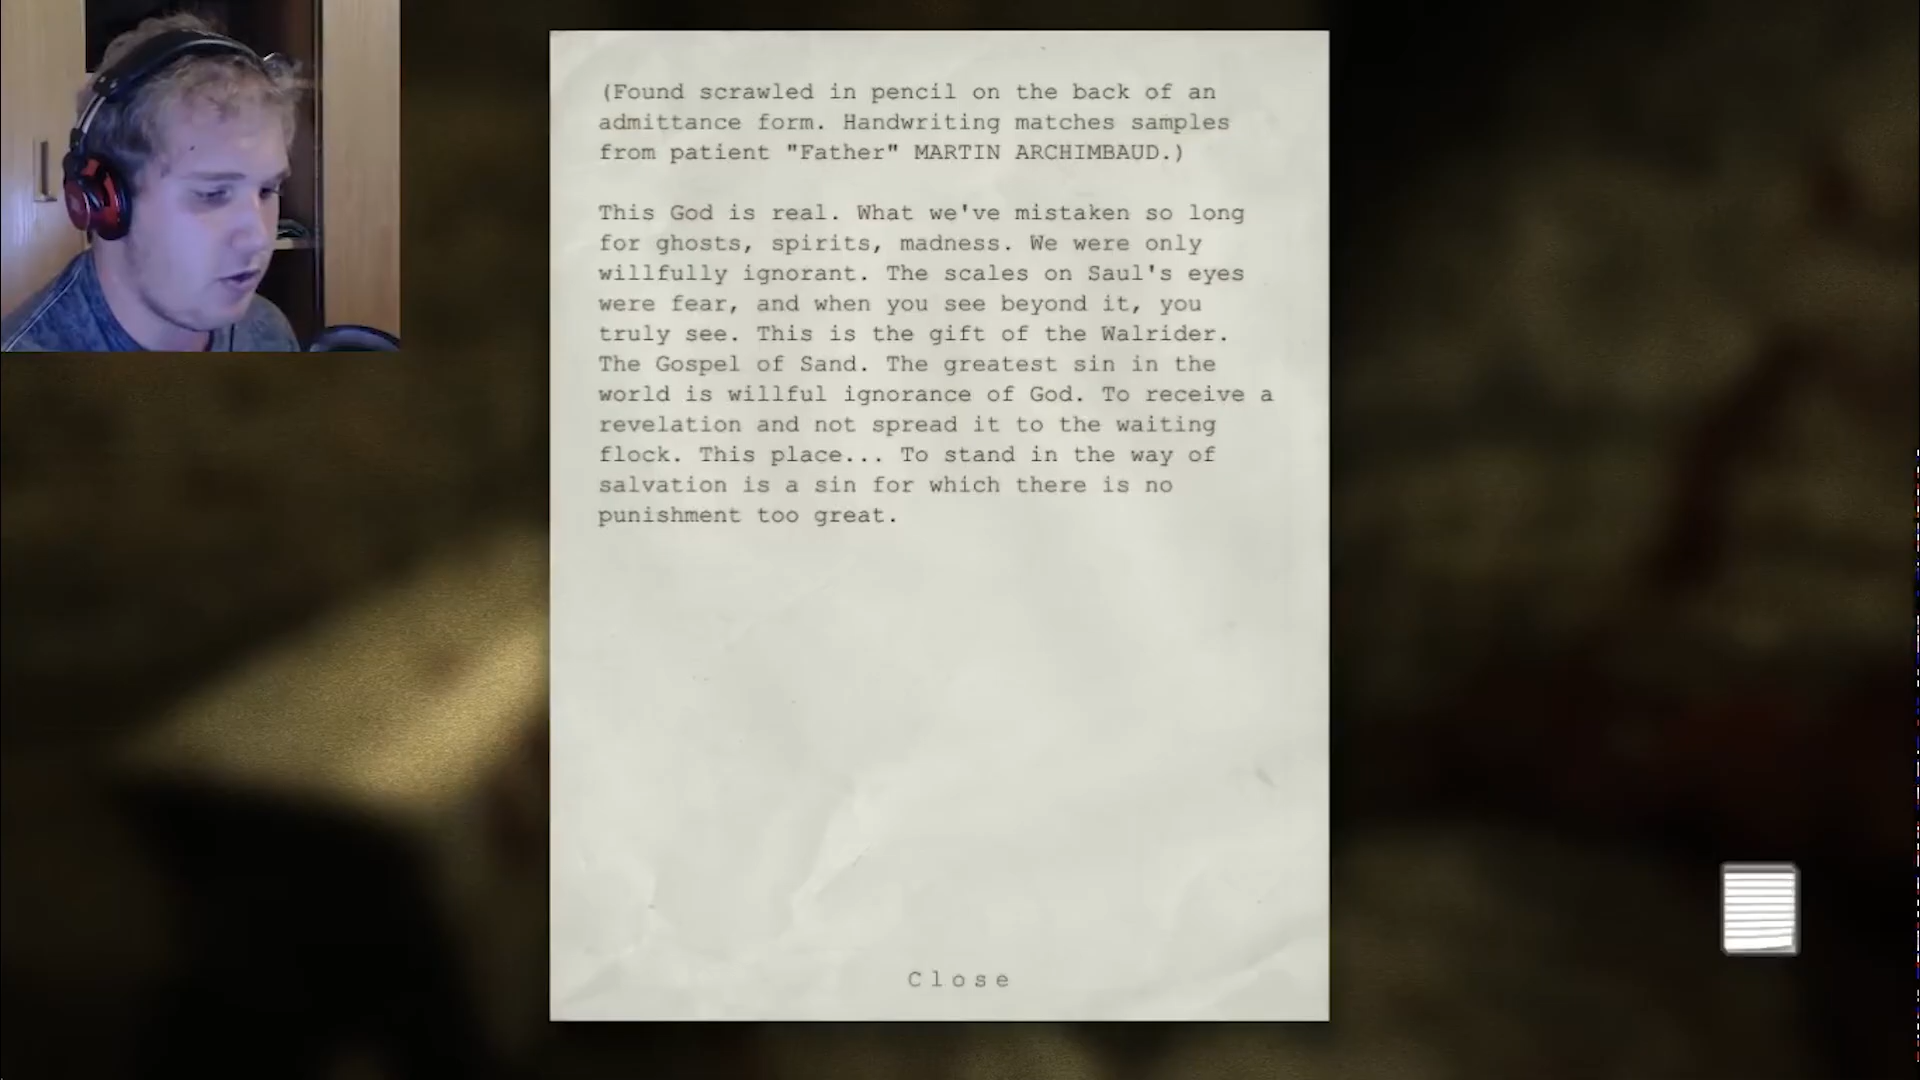 (Found scrawled in pencil on the back of an
admittance form. Handwriting matches samples
from patient "Father" MARTIN ARCHIMBAUD.)
This God is real. What we've mistaken so long
for ghosts, spirits, madness. We were only
willfully ignorant. The scales on Saul's eyes
were fear, and when you see beyond it, you
truly see. This is the gift of the Walrider.
The Gospel of Sand. The greatest sin in the
world is willful ignorance of God. To receive a
revelation and not spread it to the waiting
flock. This place... To stand in the way of
salvation is a sin for which there is no
punishment too great.
Close